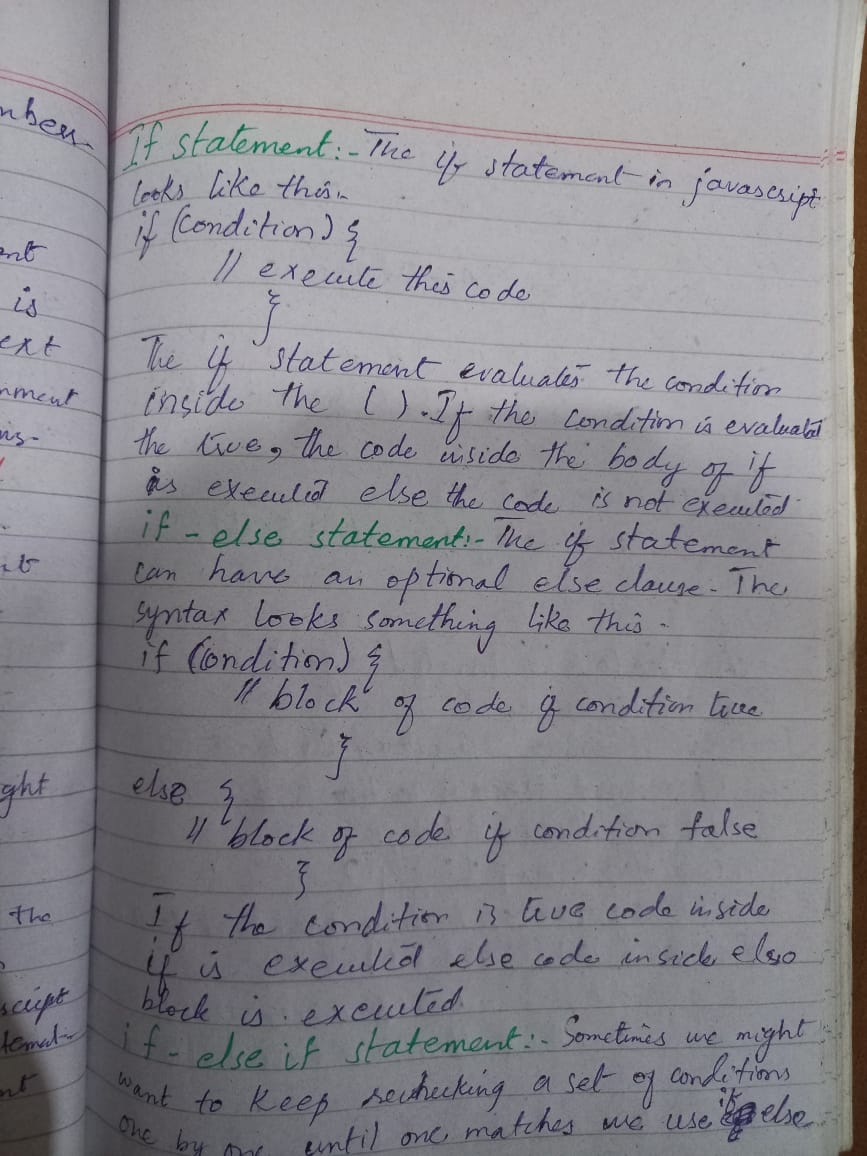 nber
ent
is
ext
nment
ght
The
script
temat-
nt
If statement:- The if statement in javascript
looks like this.
if (Condition) {
// execute this code
}
The if statement evaluates the condition
inside the ( ). If the condition is evaluated
the true, the code inside the body of if
is executed else the code is not executed
if - else statement:- The if statement
can have an optional else clause. The
syntax looks something like this -
if (Condition) {
// block of code if condition true
}
else {
// block of code if condition false
}
If the condition is true code inside
if is executed else code inside else
block is executed
if - else if statement:- Sometimes we might
want to keep rechecking a set of conditions
one by one until one matches we use if else